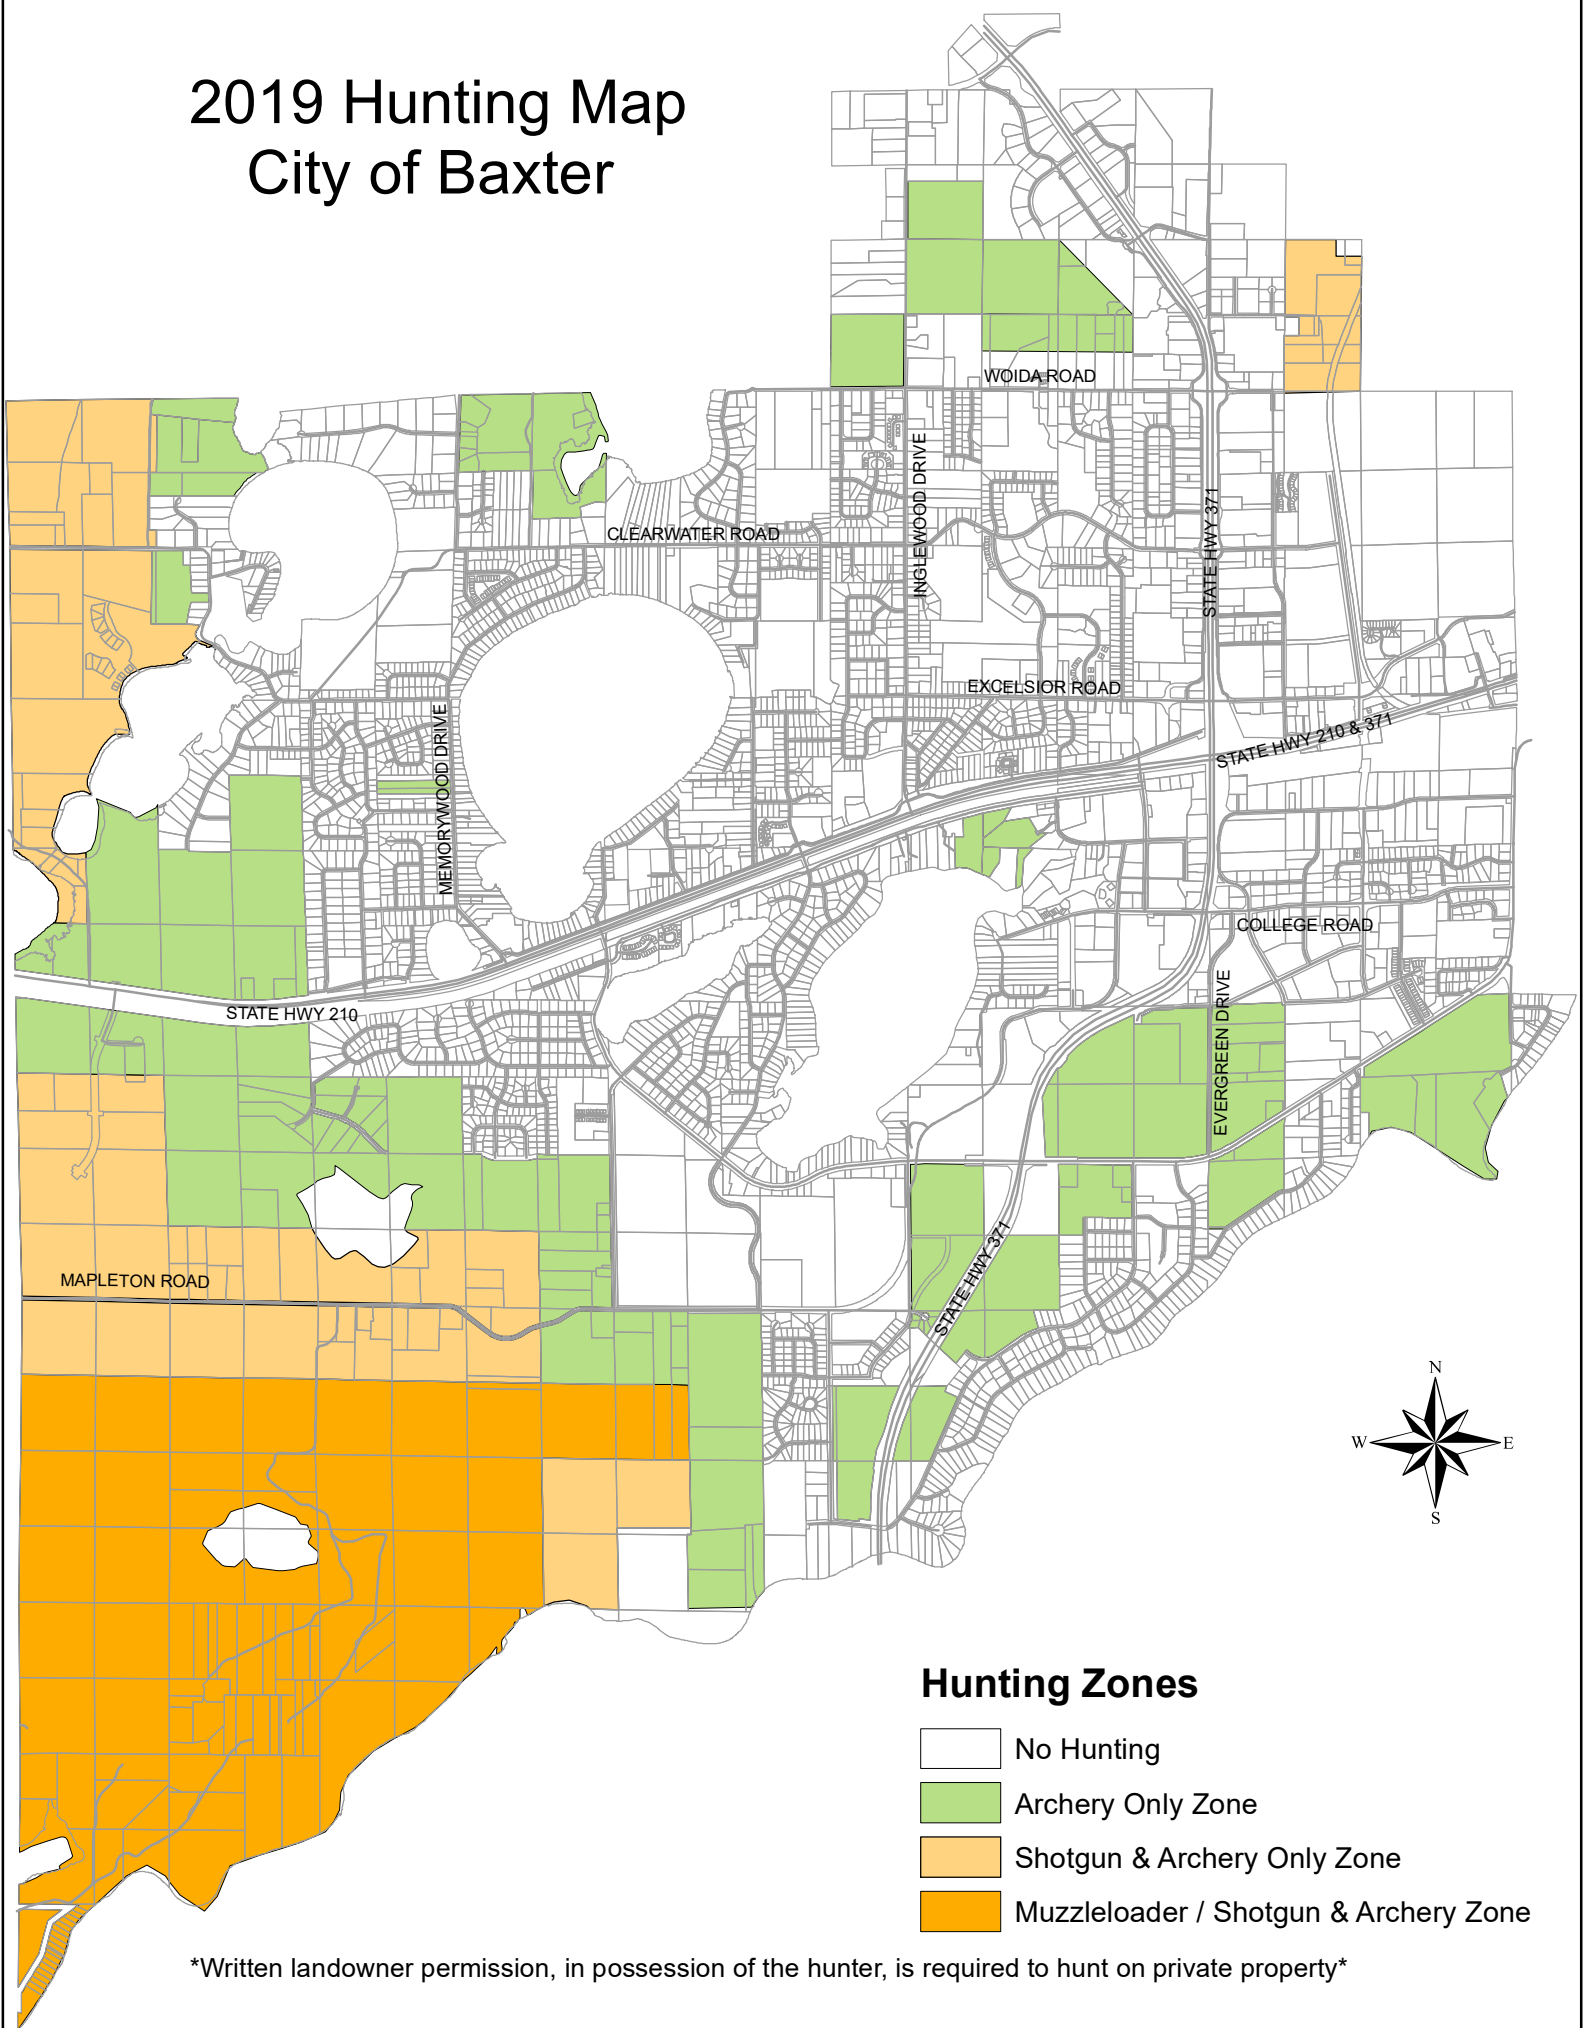 2019 Hunting Map
City of Baxter
WOIDA ROAD
CLEARWATER ROAD
INGLEWOOD DRIVE
STATE HWY 371
EXCELSIOR ROAD
MEMORYWOOD DRIVE
STATE HWY 210 & 371
COLLEGE ROAD
EVERGREEN DRIVE
STATE HWY 210
STATE HWY 371
MAPLETON ROAD
N
W
E
S
Hunting Zones
No Hunting
Archery Only Zone
Shotgun & Archery Only Zone
Muzzleloader / Shotgun & Archery Zone
*Written landowner permission, in possession of the hunter, is required to hunt on private property*